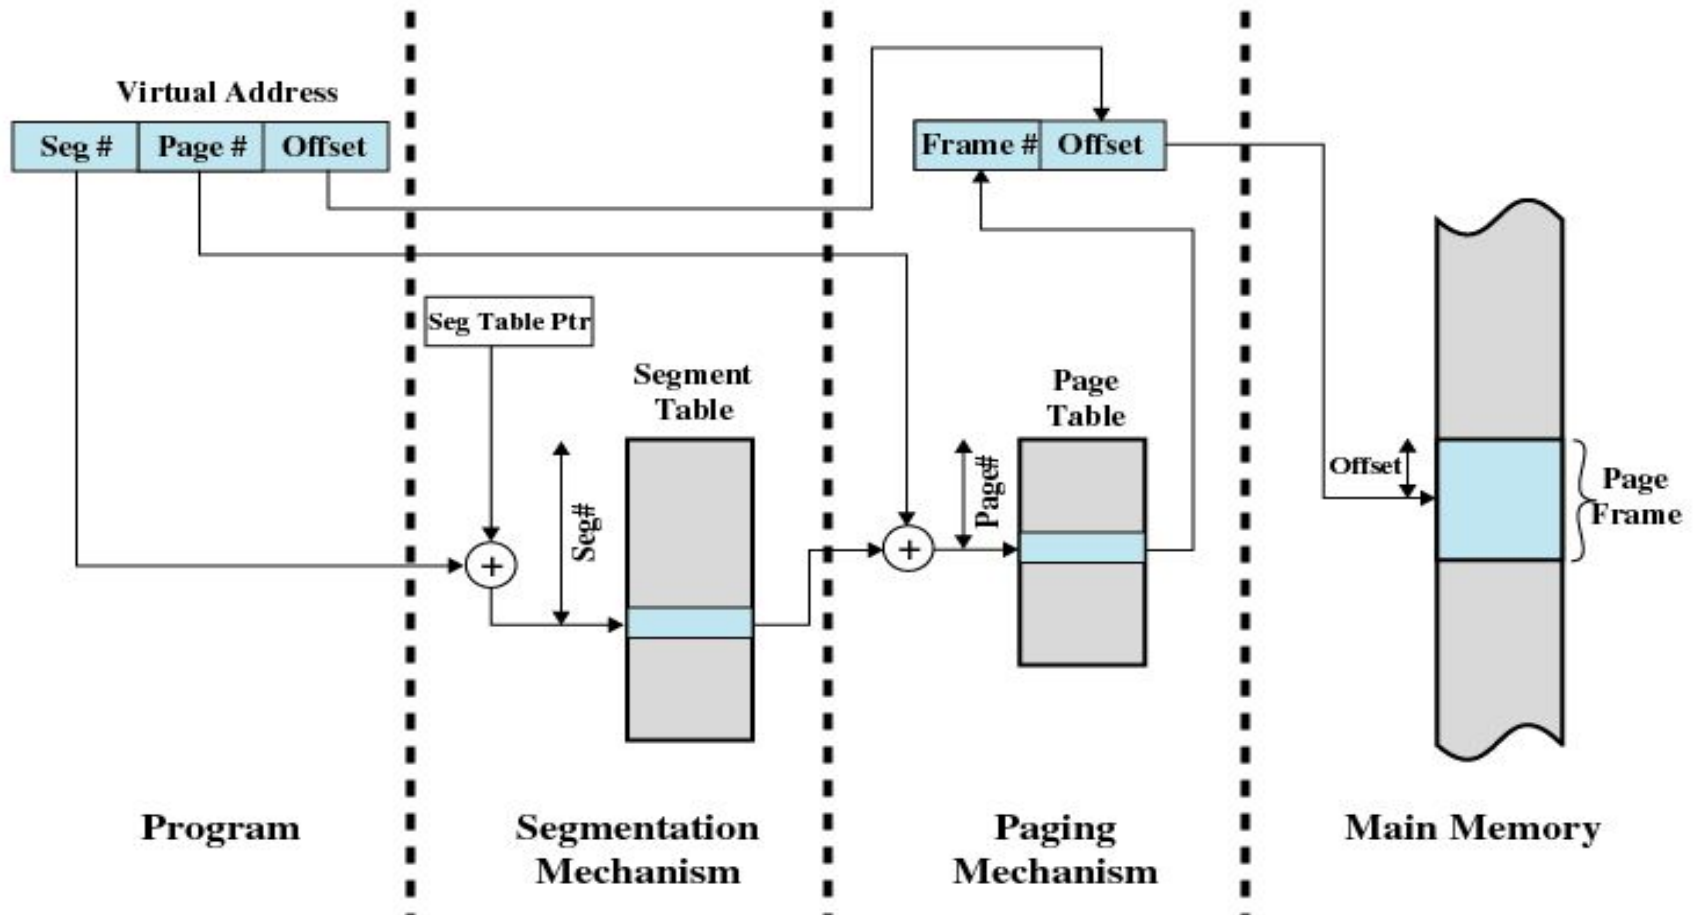 Virtual Address
Seg # Page # Offset
Frame # Offset
Seg Table Ptr
Segment
Table
Seg#
Page
Table
Page#
Offset
Page
Frame
+
+
Program
Segmentation
Mechanism
Paging
Mechanism
Main Memory